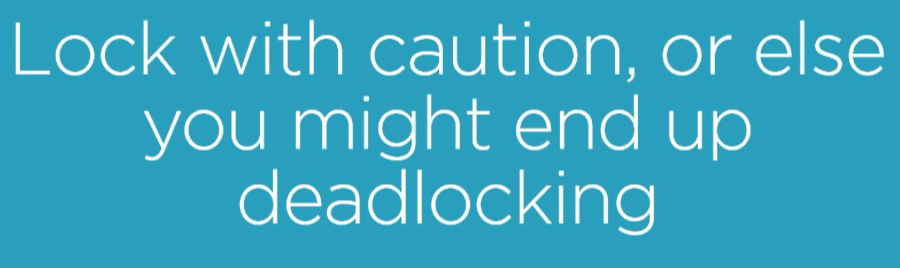 Lock with caution, or else
you might end up
deadlocking